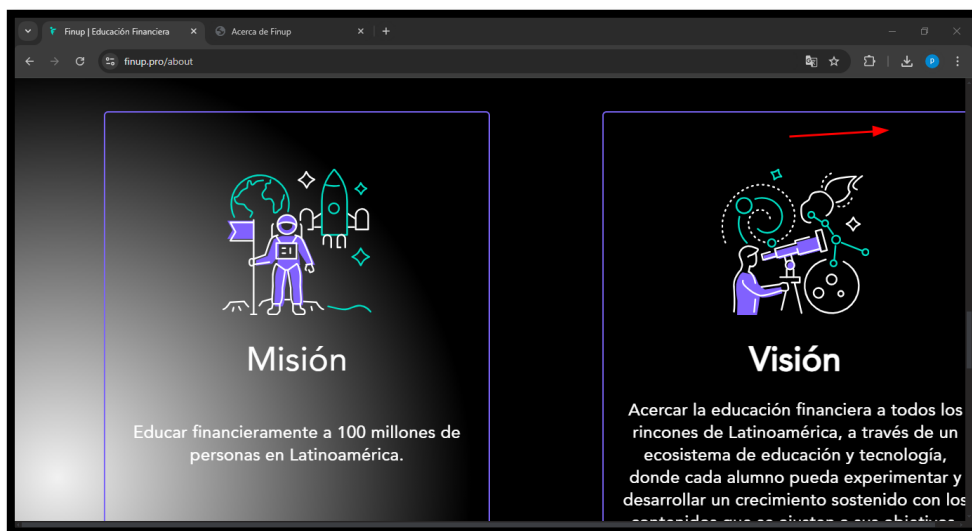 Finup | Educación Financiera
Acerca de Finup
finup.pro/about
P
Misión
Educar financieramente a 100 millones de
personas en Latinoamérica.
Visión
Acercar la educación financiera a todos los
rincones de Latinoamérica, a través de un
ecosistema de educación y tecnología,
donde cada alumno pueda experimentar y
desarrollar un crecimiento sostenido con los